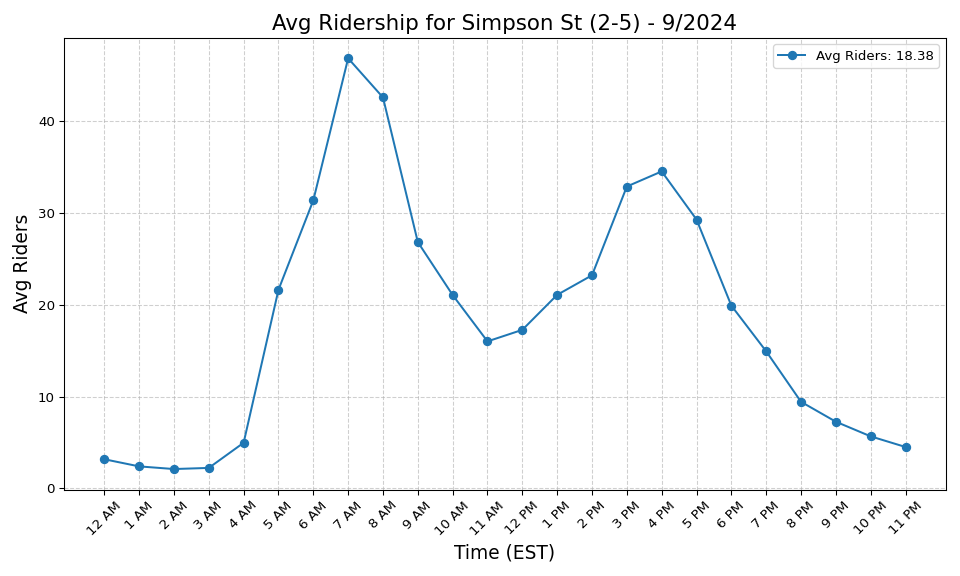 Avg Ridership for Simpson St (2-5) - 9/2024
Avg Riders: 18.38
Avg Riders
40
30
20
10
0
12 AM
1 AM
2 AM
3 AM
4 AM
5 AM
6 AM
7 AM
8 AM
9 AM
10 AM
11 AM
12 PM
1 PM
2 PM
3 PM
4 PM
5 PM
6 PM
7 PM
8 PM
9 PM
10 PM
11 PM
Time (EST)